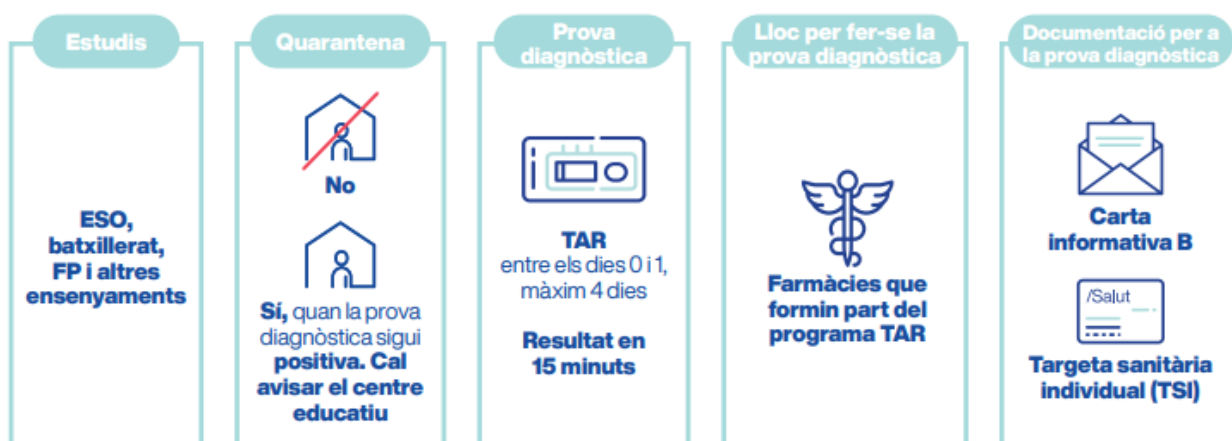 Estudis
ESO,
batxillerat,
FP i altres
ensenyaments
Quarantena
No
Sí, quan la prova
diagnòstica sigui
positiva. Cal
avisar el centre
educatiu
Prova
diagnòstica
TAR
entre els dies 0 i 1,
màxim 4 dies
Resultat en
15 minuts
Lloc per fer-se la
prova diagnòstica
Farmàcies que
formin part del
programa TAR
Documentació per a
la prova diagnòstica
Carta
informativa B
/Salut
Targeta sanitària
individual (TSI)